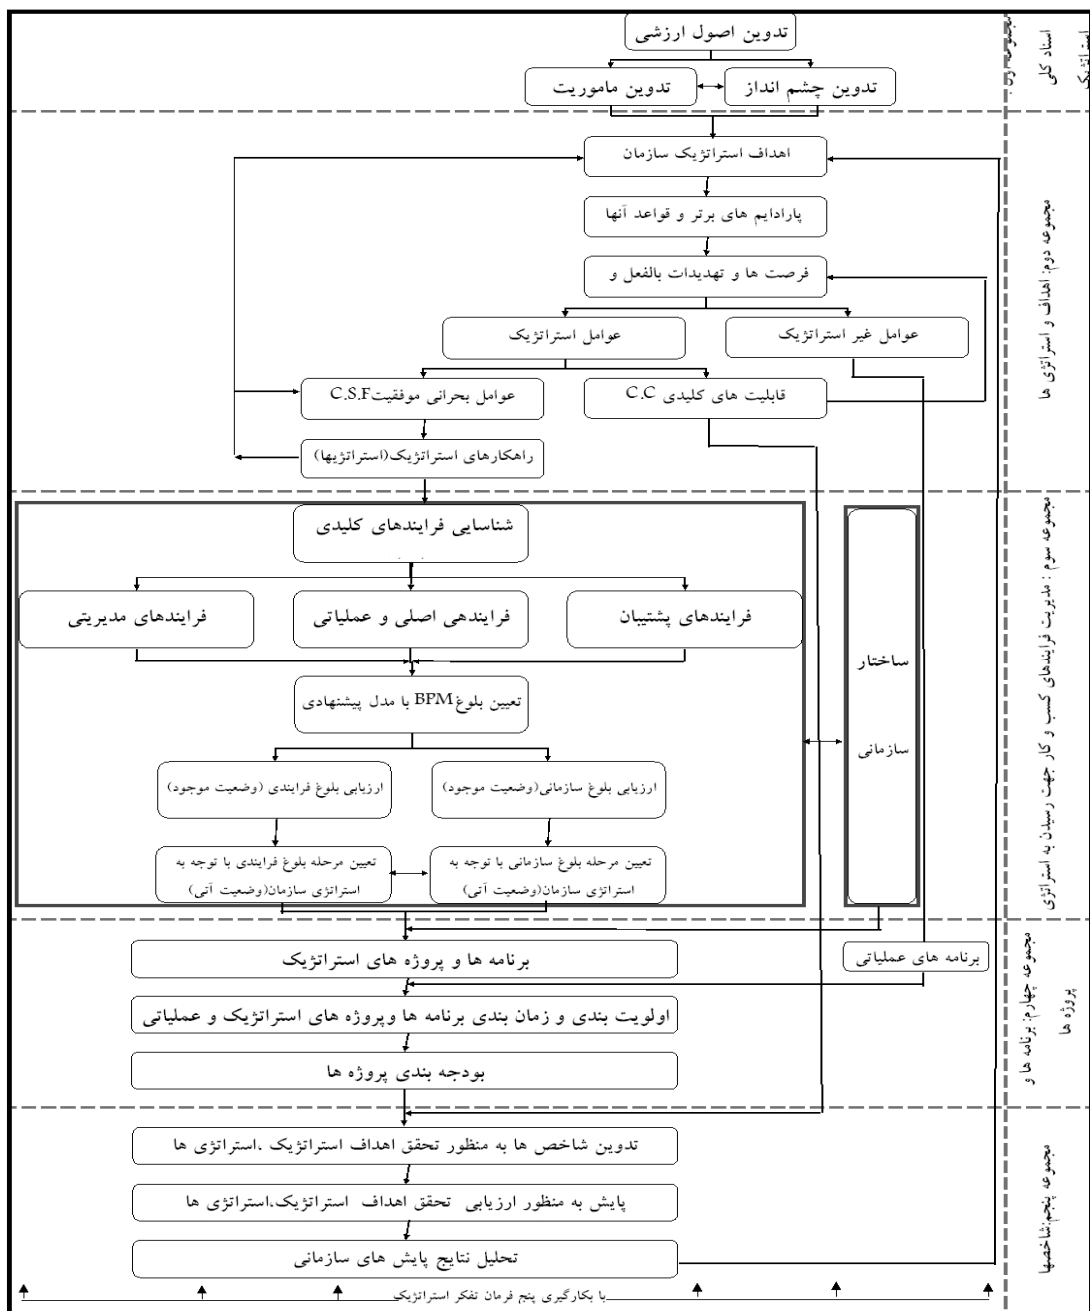 تدوین اصول ارزشی
تدوین چشم انداز
تدوین ماموریت
اهداف استراتژیک سازمان
پارادایم های برتر و قواعد آنها
فرصت ها و تهدیدات بالفعل و
عوامل غیر استراتژیک
عوامل استراتژیک
قابلیت های کلیدی C.C
عوامل بحرانی موفقیتC.S.F
راهکارهای استراتژیک(استراتژیها)
شناسایی فرایندهای کلیدی
فرایندهای پشتیبان
فرایندهی اصلی و عملیاتی
فرایندهای مدیریتی
تعیین بلوغ BPM با مدل پیشنهادی
ارزیابی بلوغ سازمانی(وضعیت موجود)
ارزیابی بلوغ فرایندی (وضعیت موجود)
تعیین مرحله بلوغ سازمانی با توجه به
استراتژی سازمان(وضعیت آتی)
تعیین مرحله بلوغ فرایندی با توجه به
استراتژی سازمان(وضعیت آتی)
ساختار
سازمانی
برنامه ها و پروژه های استراتژیک
برنامه های عملیاتی
اولویت بندی و زمان بندی برنامه ها وپروژه های استراتژیک و عملیاتی
بودجه بندی پروژه ها
تدوین شاخص ها به منظور تحقق اهداف استراتژیک ،استراتژی ها
پایش به منظور ارزیابی تحقق اهداف استراتژیک،استراتژی ها
تحلیل نتایج پایش های سازمانی
با بکارگیری پنج فرمان تفکر استراتژیک
مجموعه اول:
اسناد کلی
استراتژیک
مجموعه دوم: اهداف و استراتژی ها
مجموعه سوم : مدیریت فرایندهای کسب و کار جهت رسیدن به استراتژی
مجموعه چهارم: برنامه ها و
پروژه ها
مجموعه پنجم:شاخصها